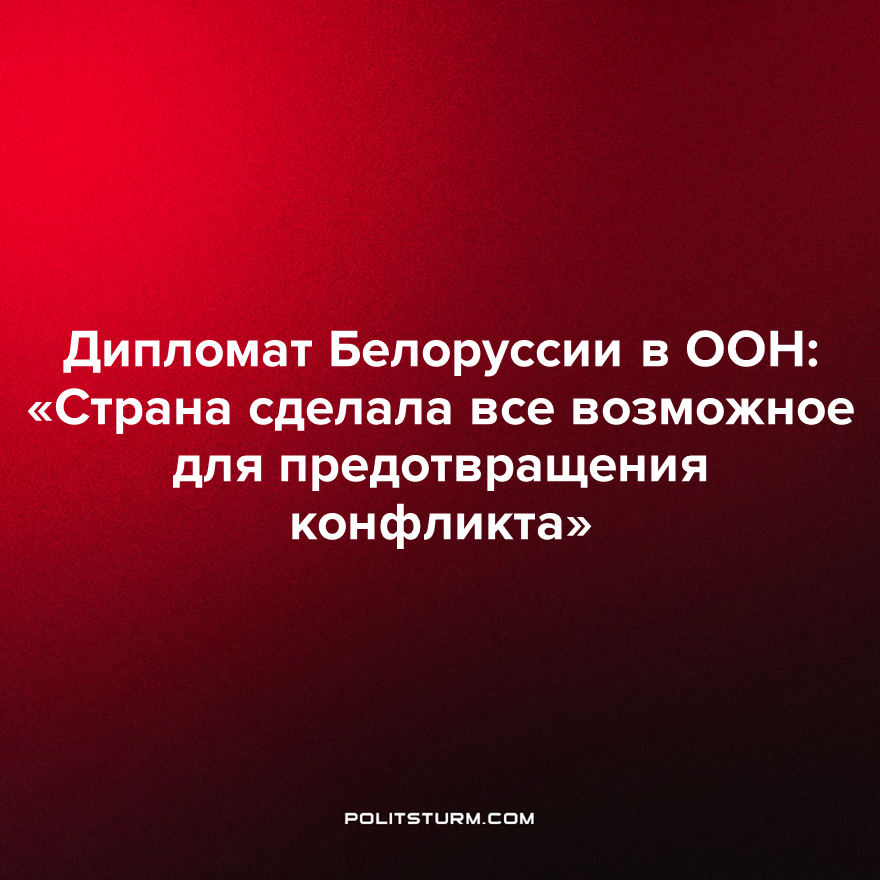 Дипломат Белоруссии в ООН:
«Страна сделала все возможное
для предотвращения
конфликта»
POLITSTURM.COM